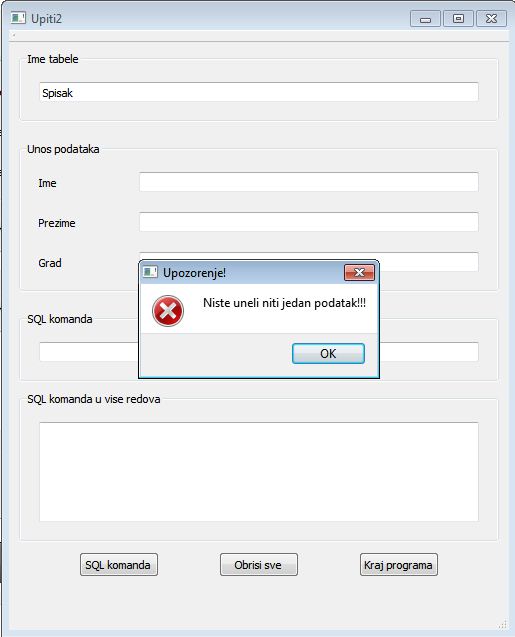 Upiti2
Ime tabele
Spisak
Unos podataka
Ime
Prezime
Grad
Upozorenje!
Niste uneli niti jedan podatak!!!
OK
SQL komanda
SQL komanda u vise redova
SQL komanda
Obrisi sve
Kraj programa